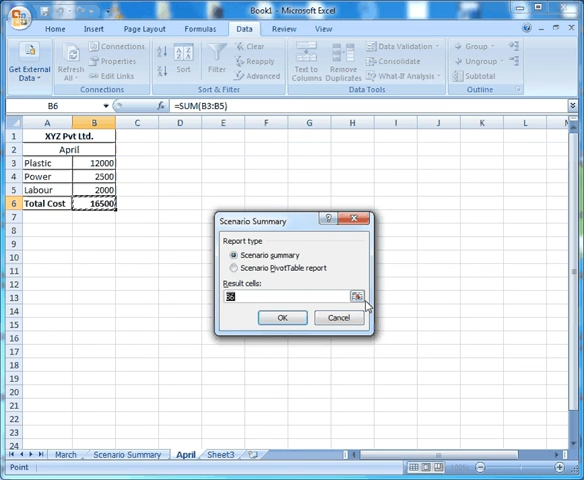 Book1 - Microsoft Excel
Home Insert Page Layout Formulas Data Review View
Get External Data
Refresh All
Connections
Properties
Edit Links
Connections
Sort
Filter
Clear
Reapply
Advanced
Sort & Filter
Text to Columns
Remove Duplicates
Data Validation
Consolidate
What-If Analysis
Data Tools
Group
Ungroup
Subtotal
Outline
B6 fx =SUM(B3:B5)
A B C D E F G H I J K L M
1 XYZ Pvt Ltd.
2 April
3 Plastic 12000
4 Power 2500
5 Labour 2000
6 Total Cost 16500
7
8
9
10
11
12
13
14
15
16
17
18
19
20
21
22
23
24
Scenario Summary
Report type
Scenario summary
Scenario PivotTable report
Result cells:
B6
OK Cancel
March Scenario Summary April Sheet3
Point 100%